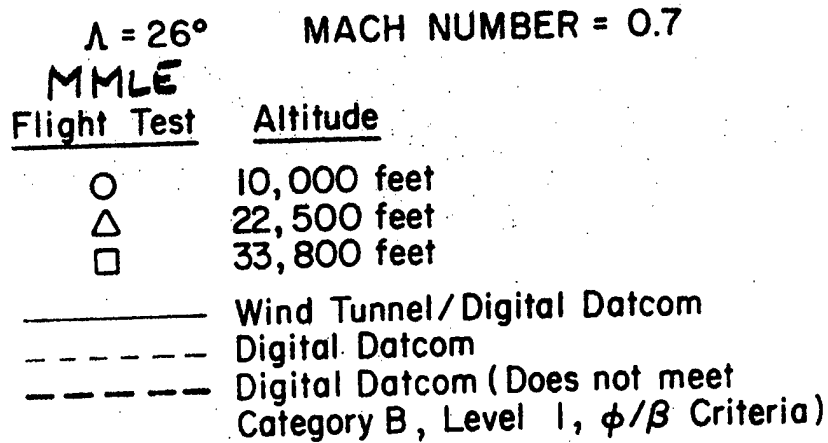 Λ = 26° MACH NUMBER = 0.7
MMLE
Flight Test Altitude
10,000 feet
22,500 feet
33,800 feet
Wind Tunnel/Digital Datcom
Digital Datcom
Digital Datcom (Does not meet
Category B, Level 1, φ/β Criteria)